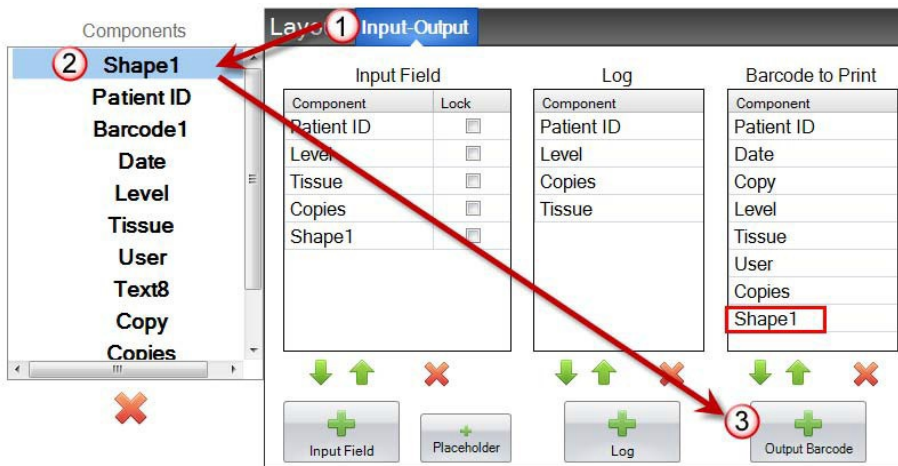 Components
Shape1
Patient ID
Barcode1
Date
Level
Tissue
User
Text8
Copy
Copies
1
2
3
Input-Output
Input Field
Component Lock
Patient ID
Level
Tissue
Copies
Shape1
Log
Component
Patient ID
Level
Copies
Tissue
Barcode to Print
Component
Patient ID
Date
Copy
Level
Tissue
User
Copies
Shape1
Input Field
Placeholder
Log
Output Barcode